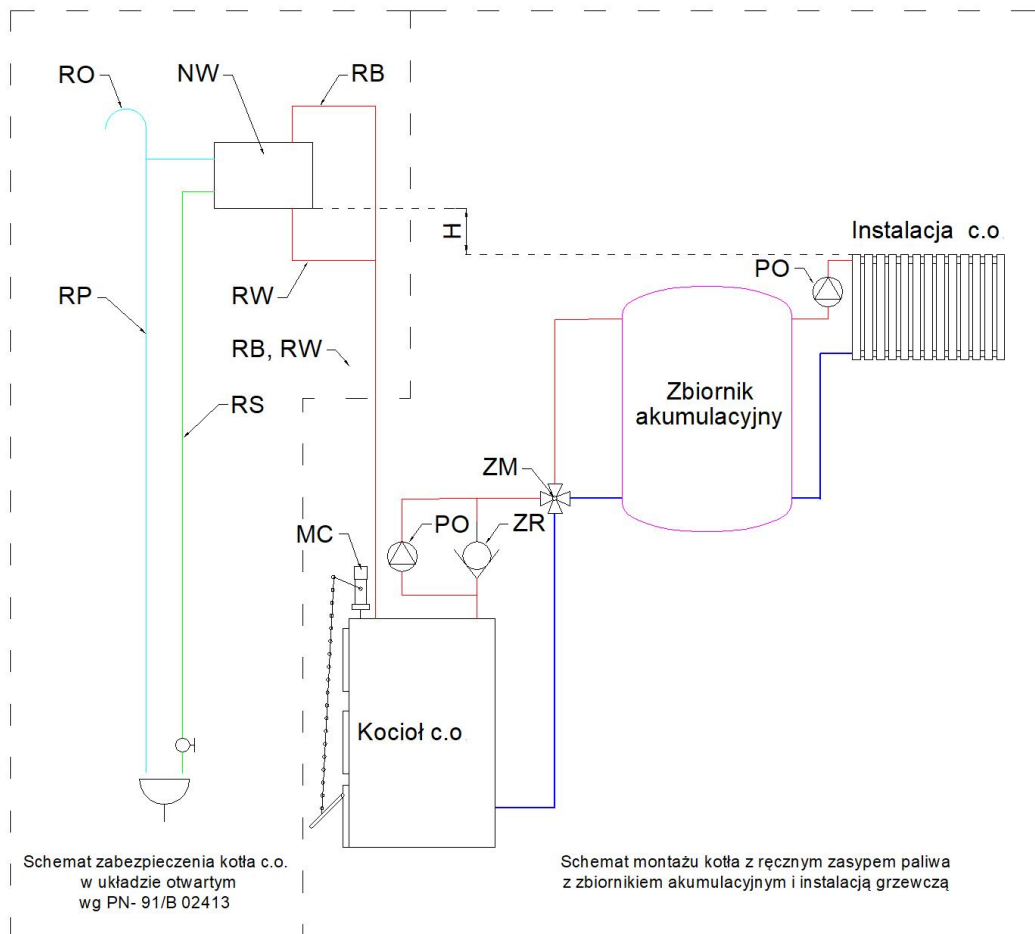 RO
NW
RB
H
Instalacja c.o
PO
RP
RW
RB, RW
RS
Zbiornik
akumulacyjny
ZM
PO
ZR
MC
Kocioł c.o
Schemat zabezpieczenia kotła c.o.
w układzie otwartym
wg PN- 91/B 02413
Schemat montażu kotła z ręcznym zasypem paliwa
z zbiornikiem akumulacyjnym i instalacją grzewczą